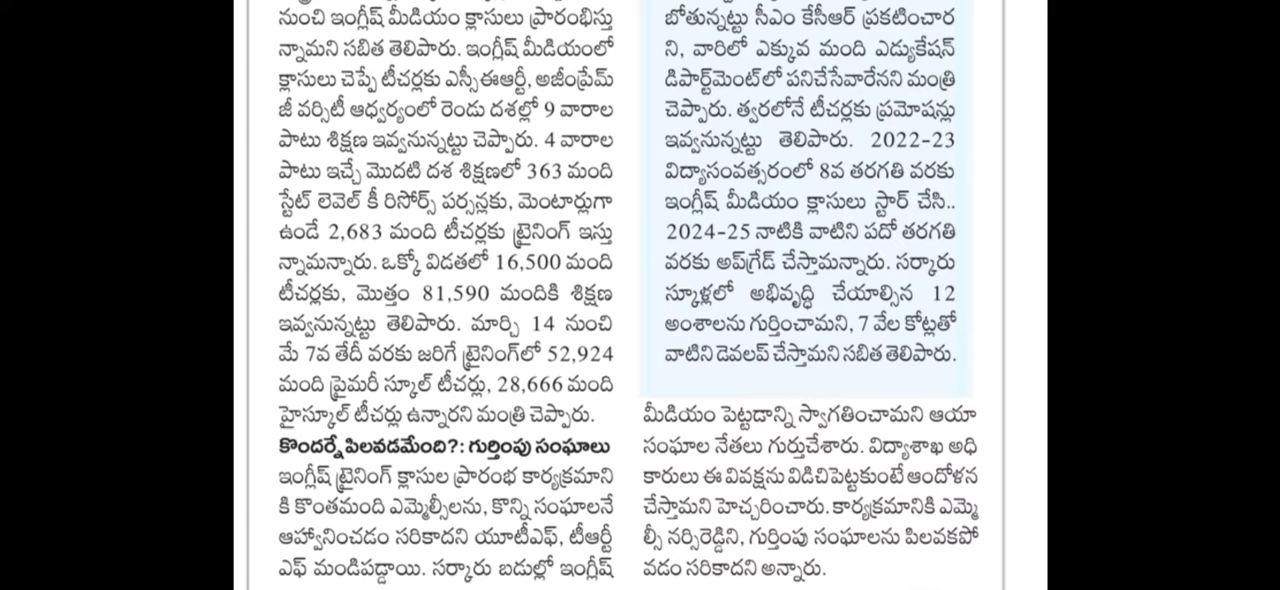 నుంచి ఇంగ్లీష్ మీడియం క్లాసులు ప్రారంభిస్తు
న్నామని సబిత తెలిపారు. ఇంగ్లీష్ మీడియంలో
క్లాసులు చెప్పే టీచర్లకు ఎస్సీఈఆర్టీ, అజీంప్రేమ్
జీ వర్సిటీ ఆధ్వర్యంలో రెండు దశల్లో 9 వారాల
పాటు శిక్షణ ఇవ్వనున్నట్టు చెప్పారు. 4 వారాల
పాటు ఇచ్చే మొదటి దశ శిక్షణలో 363 మంది
స్టేట్ లెవెల్ కీ రిసోర్స్ పర్సన్లకు, మెంటార్లుగా
ఉండే 2,683 మంది టీచర్లకు ట్రైనింగ్ ఇస్తు
న్నామన్నారు. ఒక్కో విడతలో 16,500 మంది
టీచర్లకు, మొత్తం 81,590 మందికి శిక్షణ
ఇవ్వనున్నట్టు తెలిపారు. మార్చి 14 నుంచి
మే 7వ తేదీ వరకు జరిగే ట్రైనింగ్‌లో 52,924
మంది ప్రైమరీ స్కూల్ టీచర్లు, 28,666 మంది
హైస్కూల్ టీచర్లు ఉన్నారని మంత్రి చెప్పారు.
కొందర్నే పిలవడమేంది?: గుర్తింపు సంఘాలు
ఇంగ్లీష్ ట్రైనింగ్ క్లాసుల ప్రారంభ కార్యక్రమాని
కి కొంతమంది ఎమ్మెల్సీలను, కొన్ని సంఘాలనే
ఆహ్వానించడం సరికాదని యూటీఎఫ్, టీఆర్టీ
ఎఫ్ మండిపడ్డాయి. సర్కారు బడుల్లో ఇంగ్లీష్
బోతున్నట్టు సీఎం కేసీఆర్ ప్రకటించార
ని, వారిలో ఎక్కువ మంది ఎడ్యుకేషన్
డిపార్ట్‌మెంట్‌లో పనిచేసేవారేనని మంత్రి
చెప్పారు. త్వరలోనే టీచర్లకు ప్రమోషన్లు
ఇవ్వనున్నట్టు తెలిపారు. 2022-23
విద్యాసంవత్సరంలో 8వ తరగతి వరకు
ఇంగ్లీష్ మీడియం క్లాసులు స్టార్ చేసి..
2024-25 నాటికి వాటిని పదో తరగతి
వరకు అప్‌గ్రేడ్ చేస్తామన్నారు. సర్కారు
స్కూళ్లలో అభివృద్ధి చేయాల్సిన 12
అంశాలను గుర్తించామని, 7 వేల కోట్లతో
వాటిని డెవలప్ చేస్తామని సబిత తెలిపారు.
మీడియం పెట్టడాన్ని స్వాగతించామని ఆయా
సంఘాల నేతలు గుర్తుచేశారు. విద్యాశాఖ అధి
కారులు ఈ వివక్షను విడిచిపెట్టకుంటే ఆందోళన
చేస్తామని హెచ్చరించారు. కార్యక్రమానికి ఎమ్మె
ల్సీ నర్సిరెడ్డిని, గుర్తింపు సంఘాలను పిలవకపో
వడం సరికాదని అన్నారు.